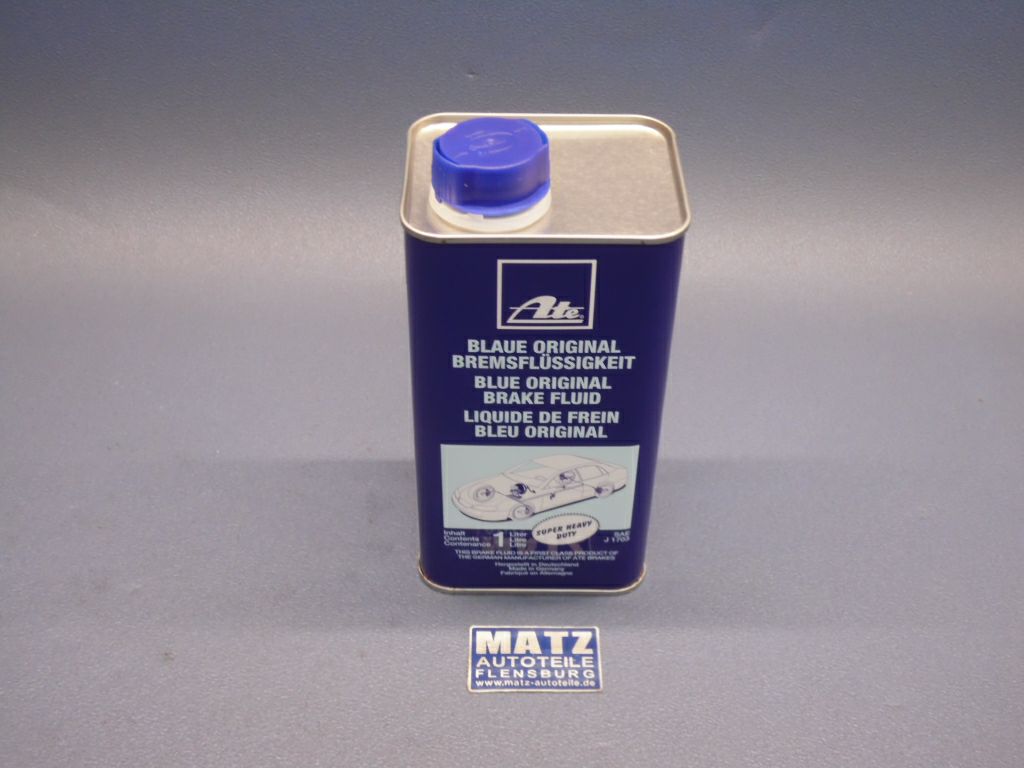 Ate
BLAUE ORIGINAL
BREMSFLÜSSIGKEIT
BLUE ORIGINAL
BRAKE FLUID
LIQUIDE DE FREIN
BLEU ORIGINAL
SUPER HEAVY
DUTY
Inhalt
Contents
Contenance
1
Liter
Litre
Litre
SAE
J 1703
THIS BRAKE FLUID IS A FIRST CLASS PRODUCT OF
THE GERMAN MANUFACTURER OF ATE BRAKES
Hergestellt in Deutschland
Made in Germany
Fabriqué en Allemagne
MATZ
AUTOTEILE
FLENSBURG
www.matz-autoteile.de